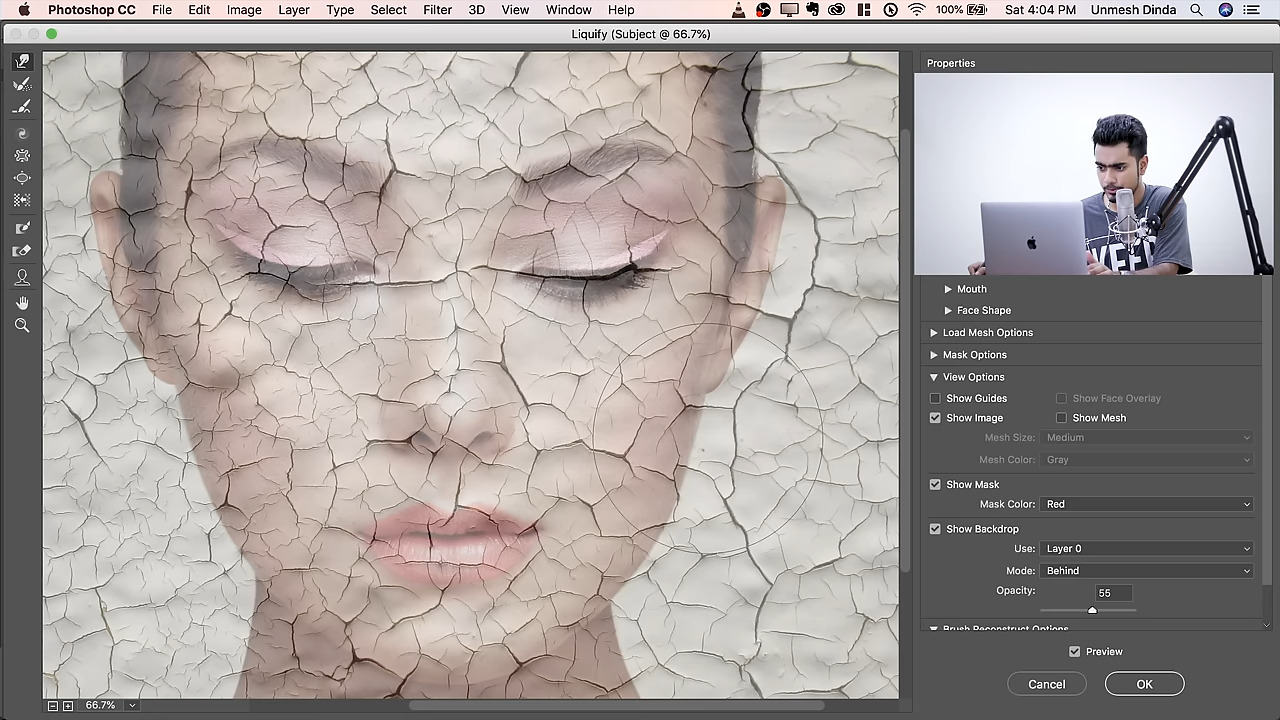 Photoshop CC File Edit Image Layer Type Select Filter 3D View Window Help 100% Sat 4:04 PM Unmesh Dinda
Liquify (Subject @ 66.7%)
Properties
Mouth
Face Shape
Load Mesh Options
Mask Options
View Options
Show Guides Show Face Overlay
Show Image Show Mesh
Mesh Size: Medium
Mesh Color: Gray
Show Mask
Mask Color: Red
Show Backdrop
Use: Layer 0
Mode: Behind
Opacity: 55
Brush Reconstruct Options
Preview
Cancel OK
66.7%